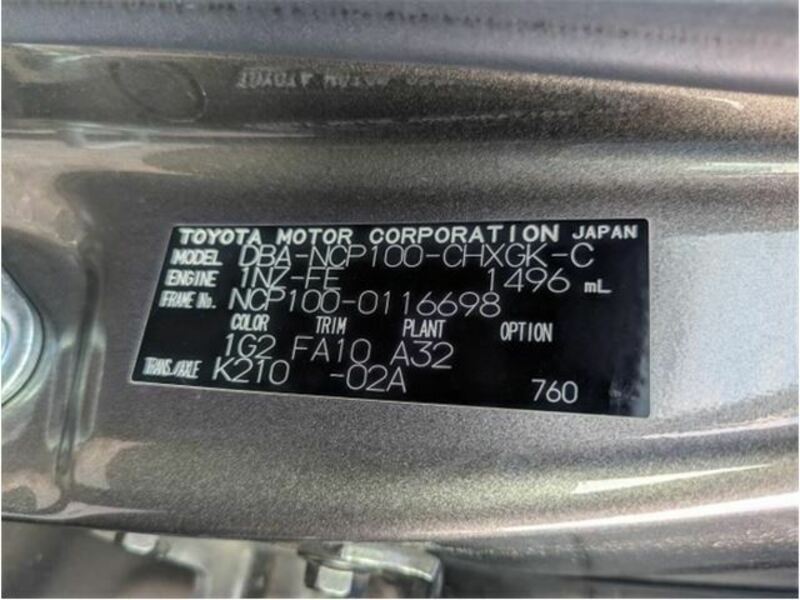 TOYOTA MOTOR CORPORATION JAPAN
MODEL DBA-NCP100-CHXGK-C
ENGINE 1NZ-FE 1496 mL
FRAME No. NCP100-0116698
COLOR TRIM PLANT OPTION
1G2 FA10 A32
TRANS./AXLE K210 -02A 760